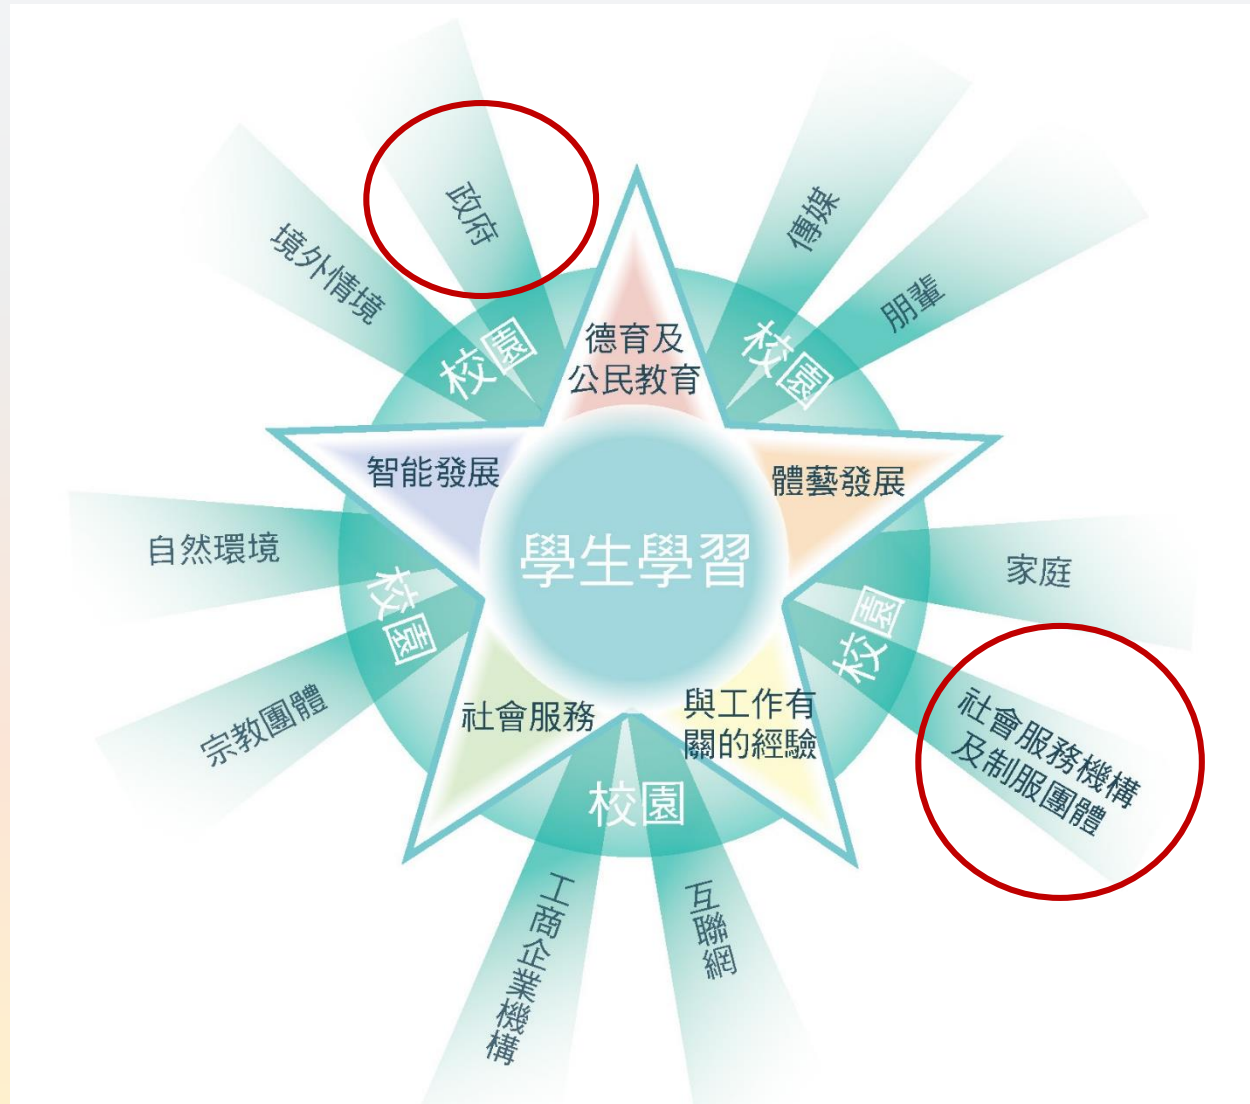 政府
傳媒
境外情境
朋輩
校園
德育及
公民教育
校園
智能發展
體藝發展
學生學習
自然環境
家庭
校園
校園
宗教團體
社會服務
與工作有
關的經驗
社會服務機構
及制服團體
校園
工商企業機構
互聯網